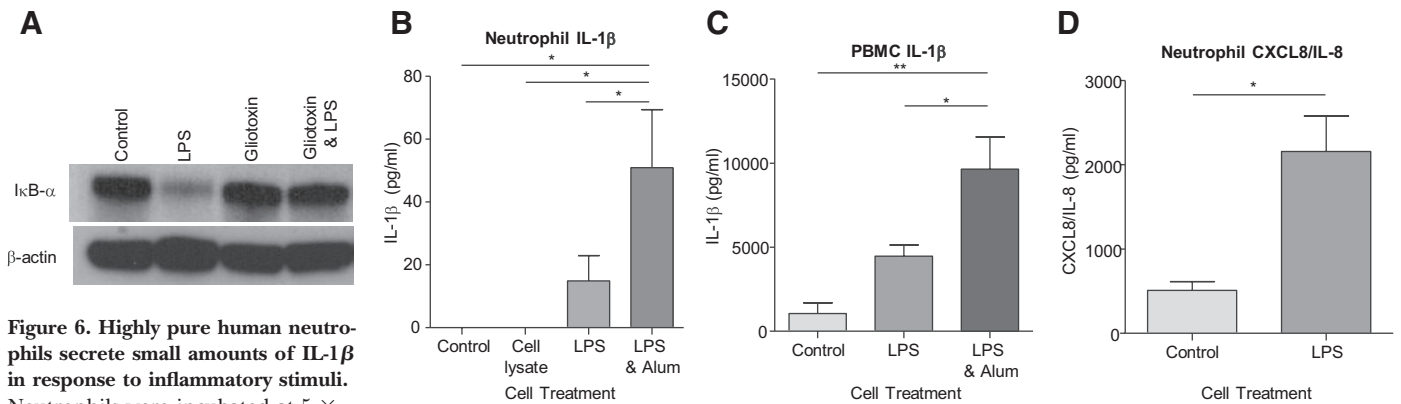 A
Control
LPS
Gliotoxin
Gliotoxin
& LPS
IκB-α
β-actin
Figure 6. Highly pure human neutro-
phils secrete small amounts of IL-1β
in response to inflammatory stimuli.
B
Neutrophil IL-1β
*
*
*
80
60
40
20
0
IL-1β (pg/ml)
Control
Cell
lysate
LPS
LPS
& Alum
Cell Treatment
C
PBMC IL-1β
**
*
15000
10000
5000
0
IL-1β (pg/ml)
Control
LPS
LPS
& Alum
Cell Treatment
D
Neutrophil CXCL8/IL-8
*
3000
2000
1000
0
CXCL8/IL-8 (pg/ml)
Control
LPS
Cell Treatment